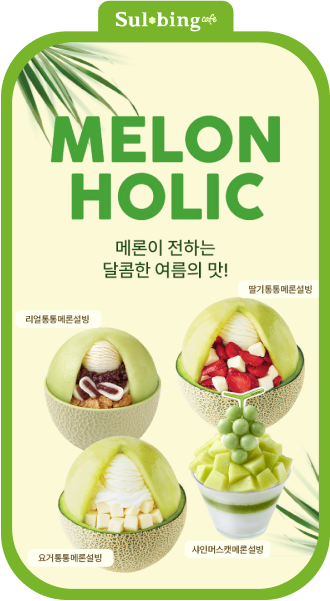 Sulbing cafe
MELON
HOLIC
메론이 전하는
달콤한 여름의 맛!
딸기통통메론설빙
리얼통통메론설빙
요거통통메론설빙
샤인머스캣메론설빙